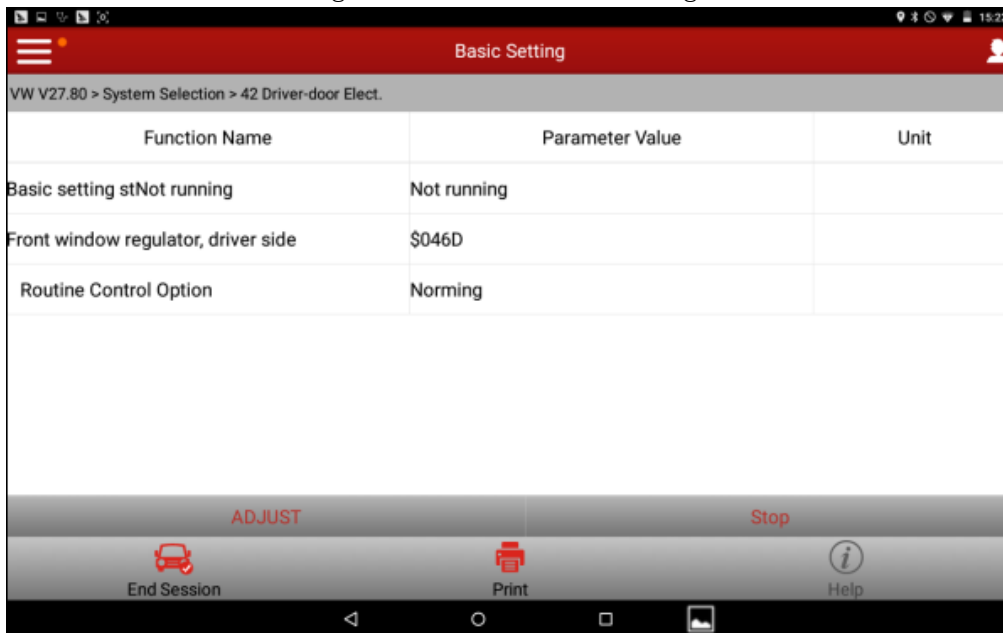 15:22
Basic Setting
VW V27.80 > System Selection > 42 Driver-door Elect.
Function Name Parameter Value Unit
Basic setting stNot running Not running
Front window regulator, driver side $046D
Routine Control Option Norming
ADJUST Stop
End Session Print Help